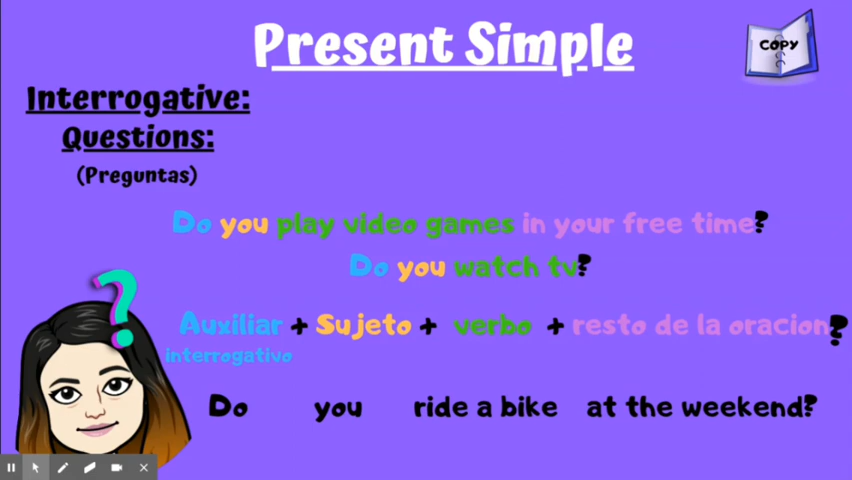 Present Simple
COPY
Interrogative:
Questions:
(Preguntas)
Do you play video games in your free time?
Do you watch tv?
?
Auxiliar + Sujeto + verbo + resto de la oracion?
interrogativo
Do you ride a bike at the weekend?